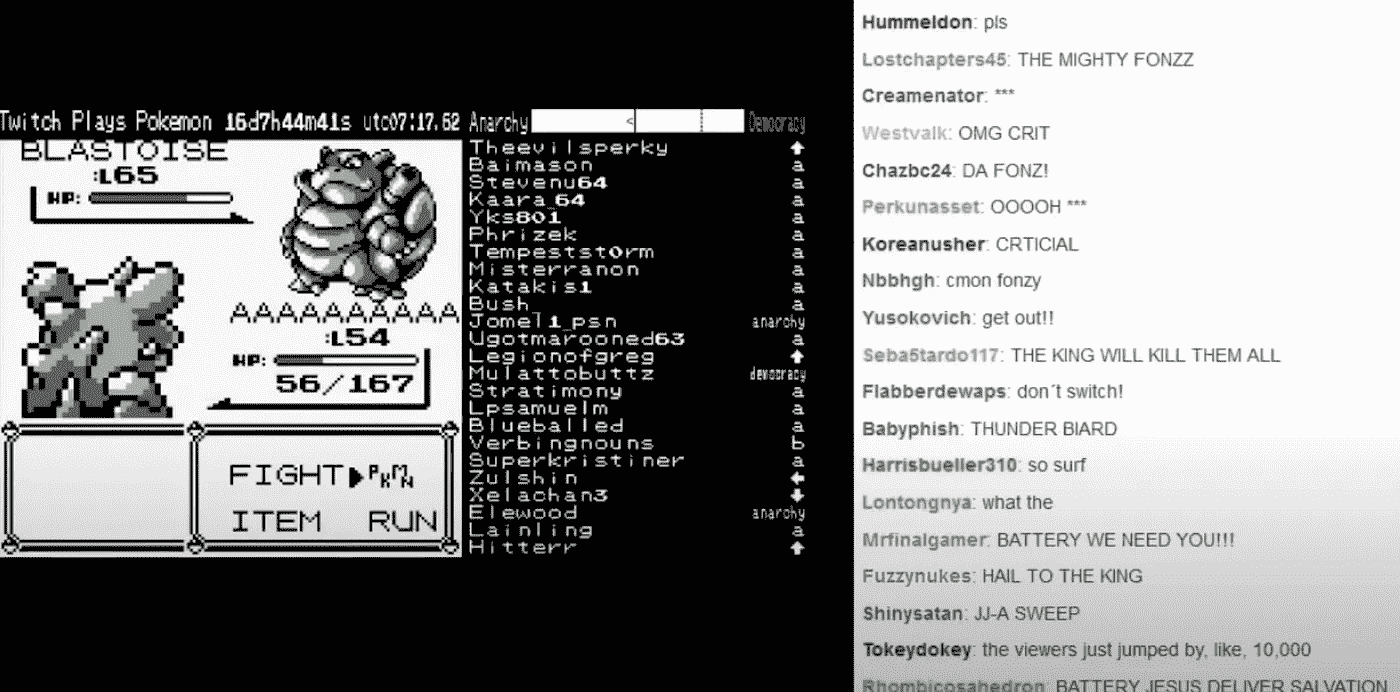 Twitch Plays Pokemon 16d7h44m41s utc07:17.62
Anarchy < Democracy
BLASTOISE
:L65
HP:
AAAAAAAAAA
:L54
HP:
56/167
FIGHT PKMN
ITEM RUN
Theevilsperky ↑
Baimason a
Stevenu64 a
Kaara_64 a
Yks801 a
Phrizek a
Tempestst0rm a
Misterranon a
Katakis1 a
Bush_ a
Jomel1_psn anarchy
Ugotmarooned63 a
Legionofgreg ↑
Mulattobuttz democracy
Stratimony a
Lpsamuelm a
Blueballed a
Verbingnouns b
Superkristiner a
Zulshin ←
Xelachan3 ↓
Elewood anarchy
Lainling a
Hitterr ↑
Hummeldon: pls
Lostchapters45: THE MIGHTY FONZZ
Creamenator: ***
Westvalk: OMG CRIT
Chazbc24: DA FONZ!
Perkunasset: OOOOH ***
Koreanusher: CRTICIAL
Nbbhgh: cmon fonzy
Yusokovich: get out!!
Seba5tardo117: THE KING WILL KILL THEM ALL
Flabberdewaps: don´t switch!
Babyphish: THUNDER BIARD
Harrisbueller310: so surf
Lontongnya: what the
Mrfinalgamer: BATTERY WE NEED YOU!!!
Fuzzynukes: HAIL TO THE KING
Shinysatan: JJ-A SWEEP
Tokeydokey: the viewers just jumped by, like, 10,000
Rhombicosahedron: BATTERY JESUS DELIVER SALVATION